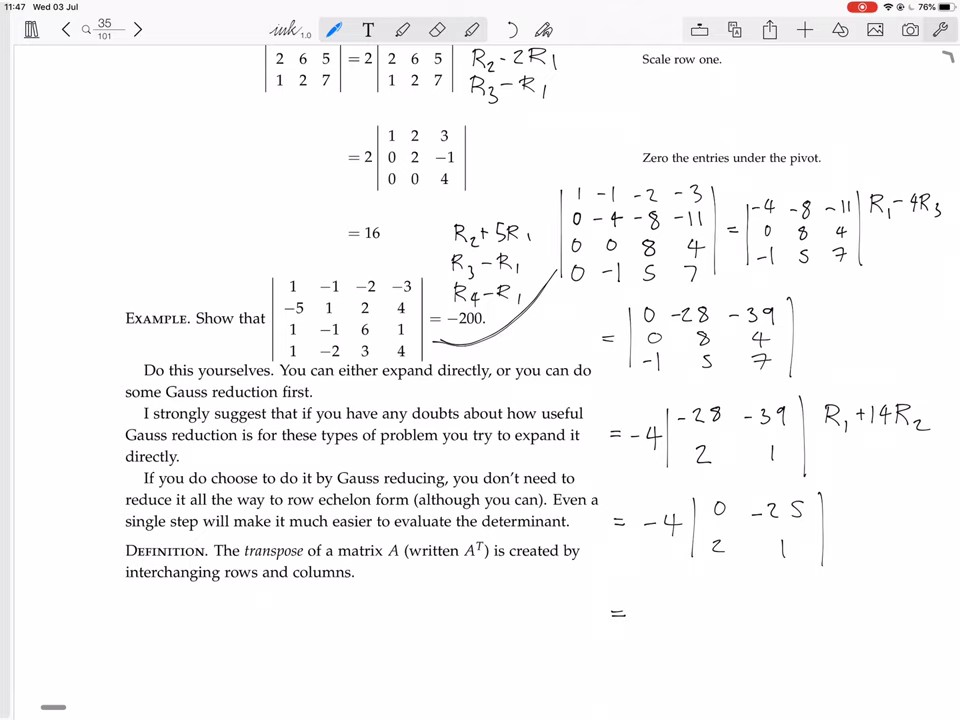 11:47 Wed 03 Jul
76%
35
101
ink 1.0
T
| 2 6 5 | = 2 | 2 6 5 | R2 - 2R1
| 1 2 7 | | 1 2 7 | R3 - R1
Scale row one.
= 2 | 1 2 3 |
| 0 2 −1 |
| 0 0 4 |
Zero the entries under the pivot.
= 16
R2 + 5R1
R3 - R1
R4 - R1
EXAMPLE. Show that | 1 −1 −2 −3 |
| −5 1 2 4 |
| 1 −1 6 1 |
| 1 −2 3 4 | = −200.
| 1 -1 -2 -3 |
| 0 -4 -8 -11 |
| 0 0 8 4 |
| 0 -1 5 7 |
= | -4 -8 -11 | R1 - 4R3
| 0 8 4 |
| -1 5 7 |
= | 0 -28 -39 |
| 0 8 4 |
| -1 5 7 |
= -4 | -28 -39 | R1 + 14R2
| 2 1 |
= -4 | 0 -25 |
| 2 1 |
=
Do this yourselves. You can either expand directly, or you can do
some Gauss reduction first.
I strongly suggest that if you have any doubts about how useful
Gauss reduction is for these types of problem you try to expand it
directly.
If you do choose to do it by Gauss reducing, you don’t need to
reduce it all the way to row echelon form (although you can). Even a
single step will make it much easier to evaluate the determinant.
DEFINITION. The transpose of a matrix A (written A^T) is created by
interchanging rows and columns.